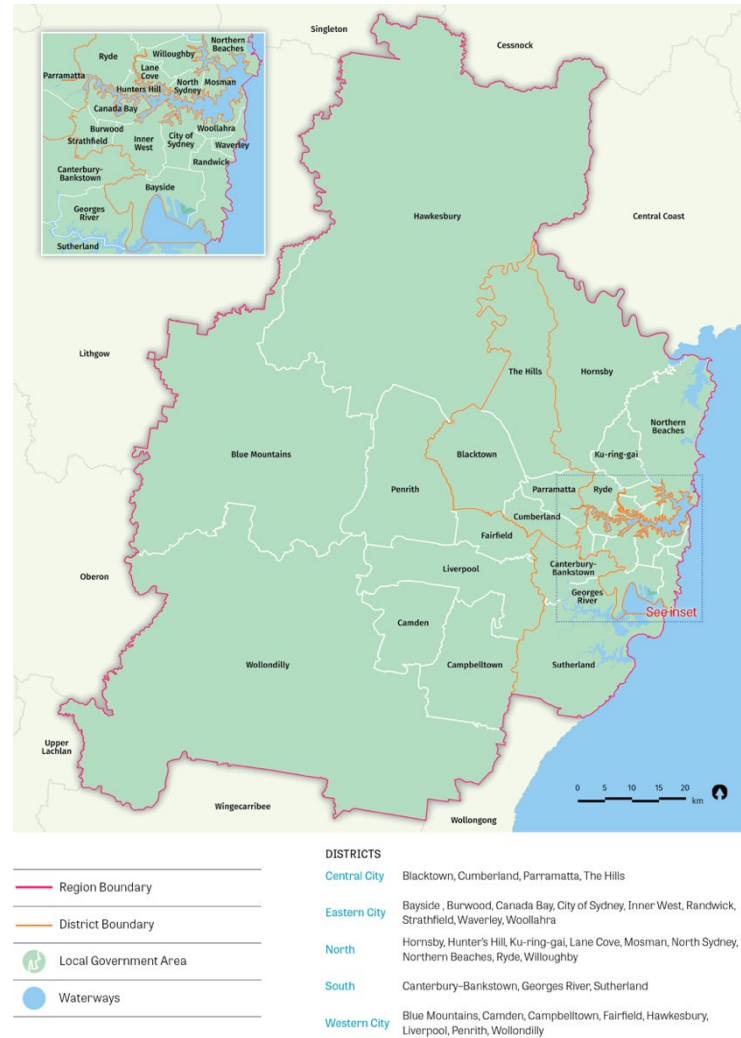 Singleton
Cessnock
Northern
Beaches
Ryde
Willoughby
Lane
Cove
Parramatta
North
Sydney
Mosman
Hunters Hill
Canada Bay
Burwood
Strathfield
Inner
West
City of
Sydney
Woollahra
Waverley
Randwick
Canterbury-
Bankstown
Bayside
Georges
River
Sutherland
Hawkesbury
Central Coast
Lithgow
The Hills
Hornsby
Northern
Beaches
Ku-ring-gai
Blue Mountains
Blacktown
Penrith
Parramatta
Ryde
Cumberland
Fairfield
Liverpool
Canterbury-
Bankstown
Oberon
Georges
River
See inset
Camden
Wollondilly
Campbelltown
Sutherland
Upper
Lachlan
Wingecarribee
Wollongong
0 5 10 15 20
km
Region Boundary
District Boundary
Local Government Area
Waterways
DISTRICTS
Central City Blacktown, Cumberland, Parramatta, The Hills
Eastern City Bayside , Burwood, Canada Bay, City of Sydney, Inner West, Randwick,
Strathfield, Waverley, Woollahra
North Hornsby, Hunter's Hill, Ku-ring-gai, Lane Cove, Mosman, North Sydney,
Northern Beaches, Ryde, Willoughby
South Canterbury–Bankstown, Georges River, Sutherland
Western City Blue Mountains, Camden, Campbelltown, Fairfield, Hawkesbury,
Liverpool, Penrith, Wollondilly